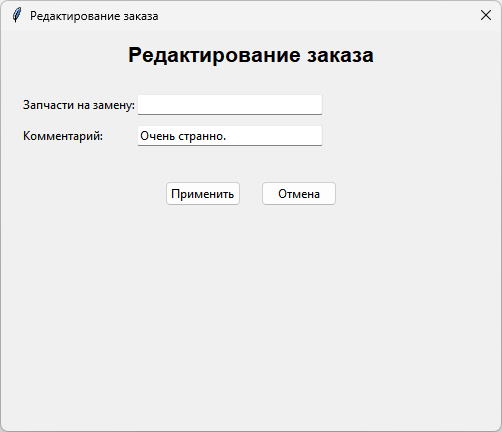 Редактирование заказа
Редактирование заказа
Запчасти на замену:
Комментарий: Очень странно.
Применить Отмена